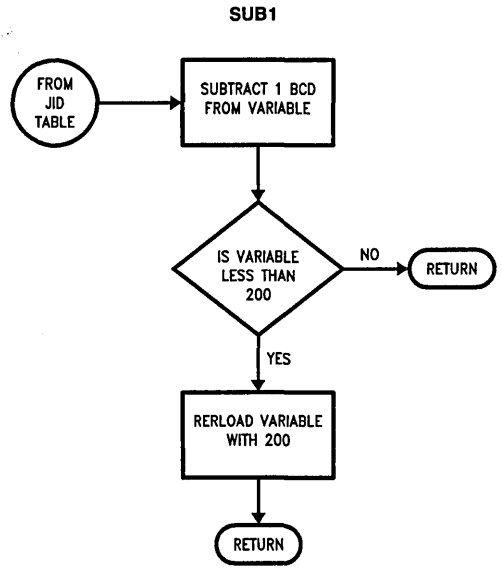 SUB1
FROM
JID
TABLE
SUBTRACT 1 BCD
FROM VARIABLE
IS VARIABLE
LESS THAN
200
NO
RETURN
YES
RERLOAD VARIABLE
WITH 200
RETURN